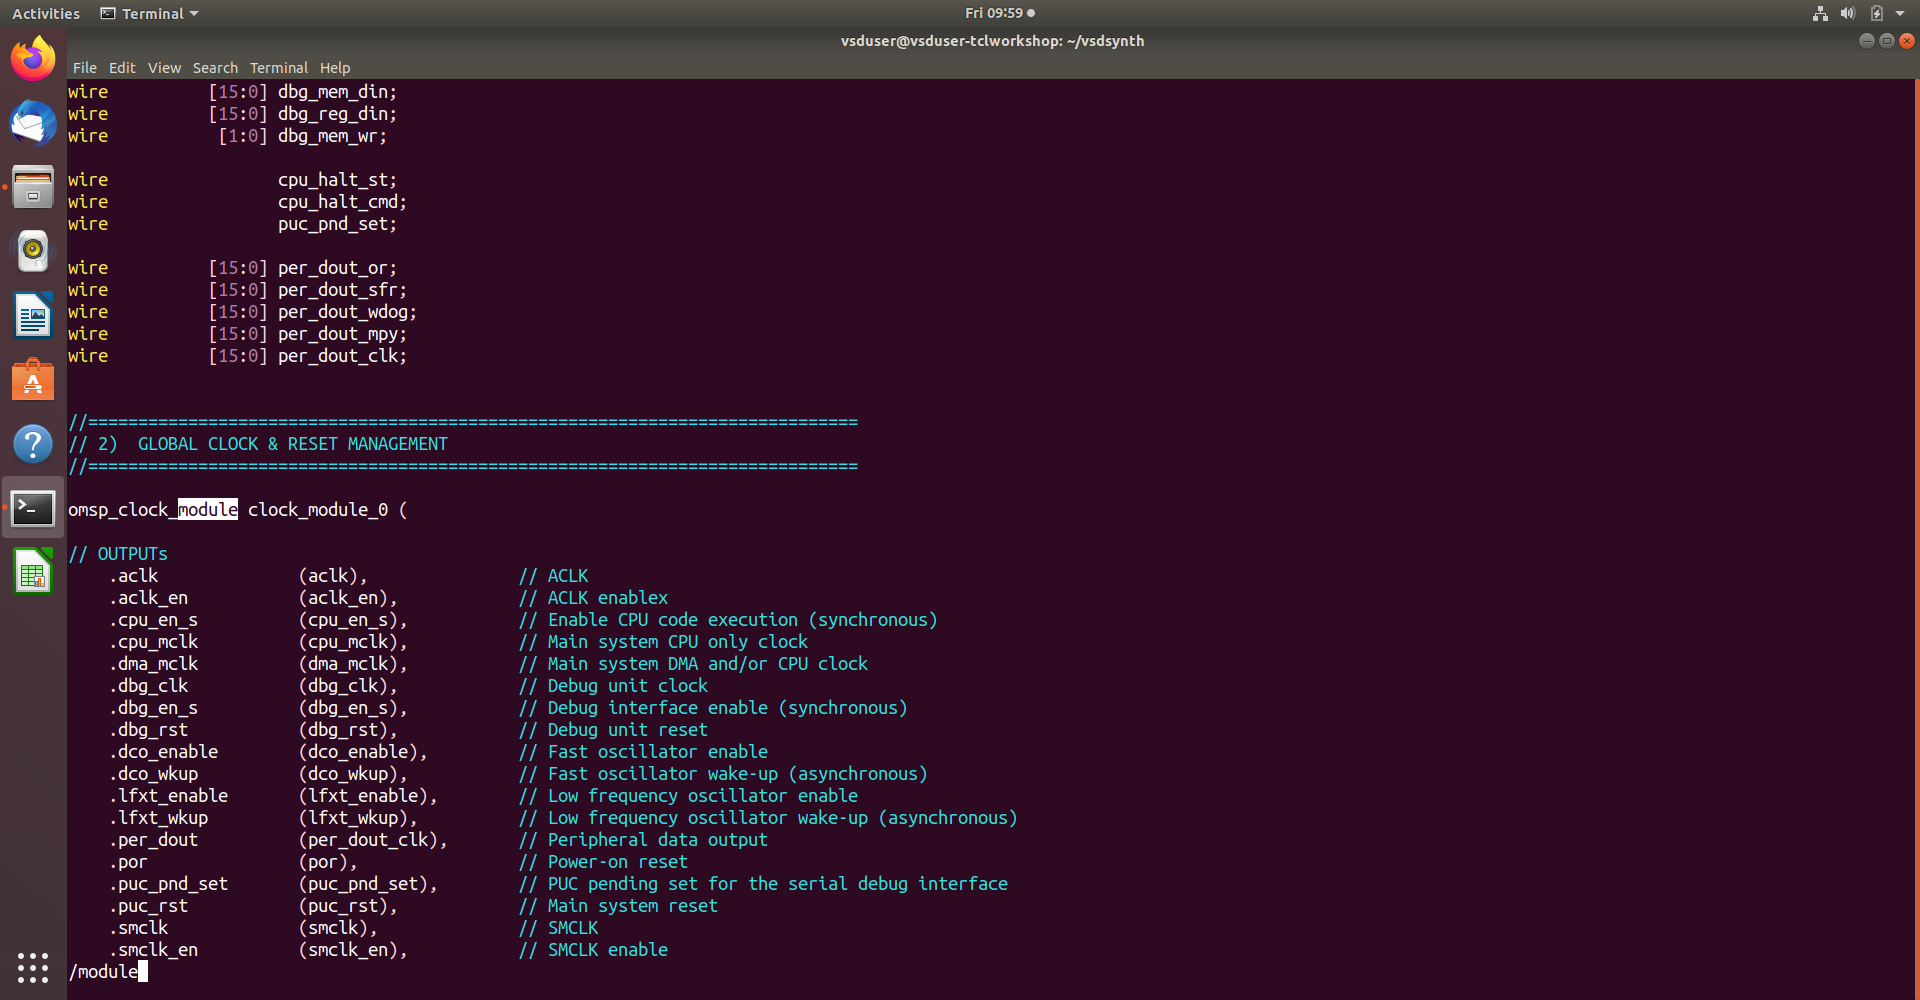 Activities Terminal Fri 09:59
vsduser@vsduser-tclworkshop: ~/vsdsynth
File Edit View Search Terminal Help
wire          [15:0] dbg_mem_din;
wire          [15:0] dbg_reg_din;
wire           [1:0] dbg_mem_wr;
wire                 cpu_halt_st;
wire                 cpu_halt_cmd;
wire                 puc_pnd_set;
wire          [15:0] per_dout_or;
wire          [15:0] per_dout_sfr;
wire          [15:0] per_dout_wdog;
wire          [15:0] per_dout_mpy;
wire          [15:0] per_dout_clk;
//=============================================================================
// 2)  GLOBAL CLOCK & RESET MANAGEMENT
//=============================================================================
omsp_clock_module clock_module_0 (
// OUTPUTs
    .aclk              (aclk),               // ACLK
    .aclk_en           (aclk_en),            // ACLK enablex
    .cpu_en_s          (cpu_en_s),           // Enable CPU code execution (synchronous)
    .cpu_mclk          (cpu_mclk),           // Main system CPU only clock
    .dma_mclk          (dma_mclk),           // Main system DMA and/or CPU clock
    .dbg_clk           (dbg_clk),            // Debug unit clock
    .dbg_en_s          (dbg_en_s),           // Debug interface enable (synchronous)
    .dbg_rst           (dbg_rst),            // Debug unit reset
    .dco_enable        (dco_enable),         // Fast oscillator enable
    .dco_wkup          (dco_wkup),           // Fast oscillator wake-up (asynchronous)
    .lfxt_enable       (lfxt_enable),        // Low frequency oscillator enable
    .lfxt_wkup         (lfxt_wkup),          // Low frequency oscillator wake-up (asynchronous)
    .per_dout          (per_dout_clk),       // Peripheral data output
    .por               (por),                // Power-on reset
    .puc_pnd_set       (puc_pnd_set),        // PUC pending set for the serial debug interface
    .puc_rst           (puc_rst),            // Main system reset
    .smclk             (smclk),              // SMCLK
    .smclk_en          (smclk_en),           // SMCLK enable
/module